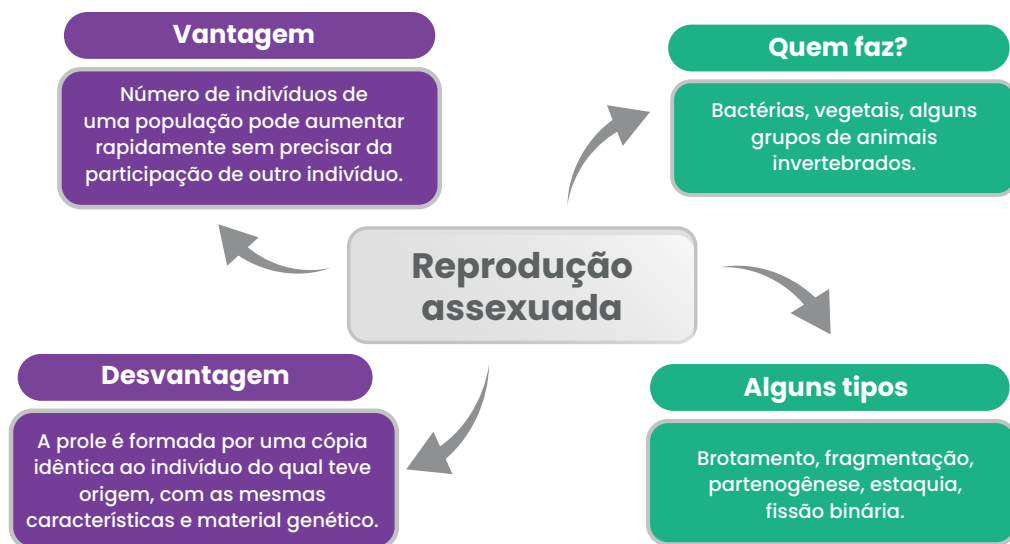 Vantagem
Número de indivíduos de
uma população pode aumentar
rapidamente sem precisar da
participação de outro indivíduo.
Quem faz?
Bactérias, vegetais, alguns
grupos de animais
invertebrados.
Reprodução
assexuada
Desvantagem
A prole é formada por uma cópia
idêntica ao indivíduo do qual teve
origem, com as mesmas
características e material genético.
Alguns tipos
Brotamento, fragmentação,
partenogênese, estaquia,
fissão binária.